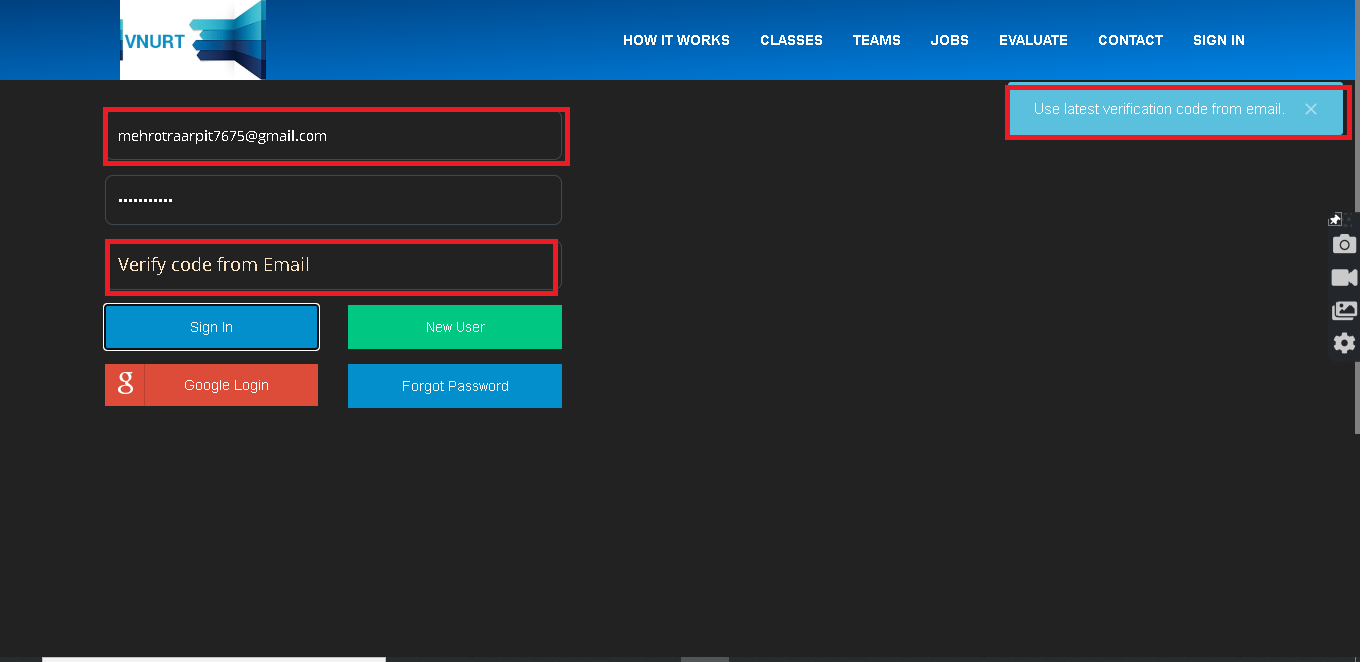 VNURT
HOW IT WORKS CLASSES TEAMS JOBS EVALUATE CONTACT SIGN IN
Use latest verification code from email. ×
mehrotraarpit7675@gmail.com
•••••••••••
Verify code from Email
Sign In New User
g Google Login Forgot Password